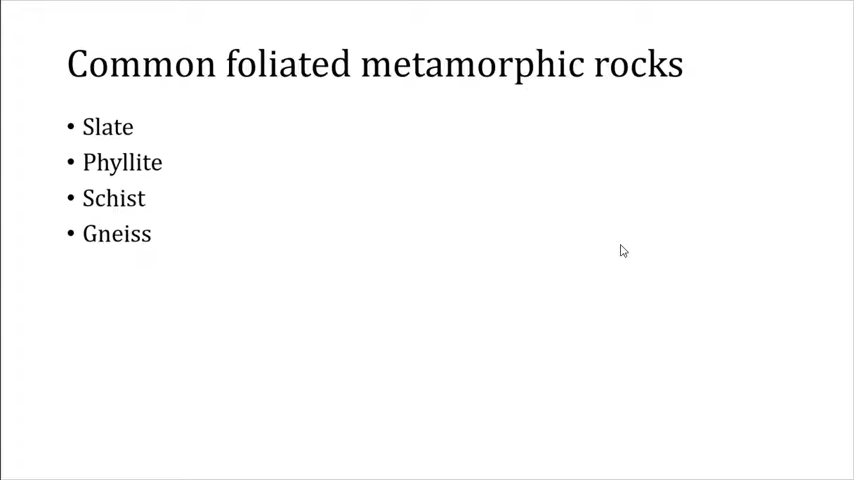 Common foliated metamorphic rocks
• Slate
• Phyllite
• Schist
• Gneiss